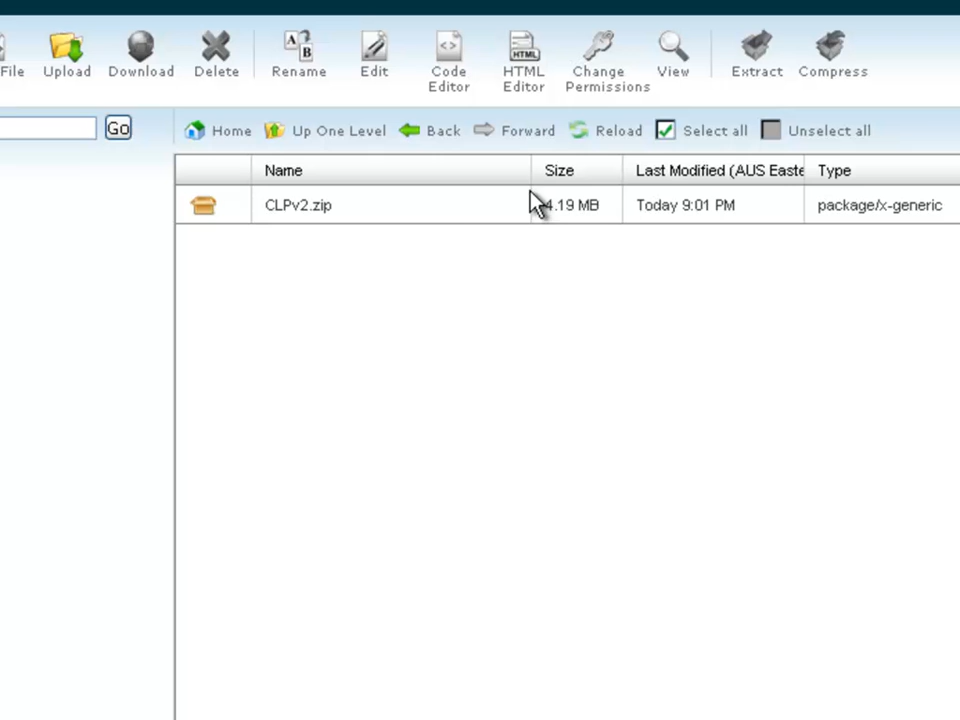 File Upload Download Delete Rename Edit Code Editor HTML Editor Change Permissions View Extract Compress
Go Home Up One Level Back Forward Reload Select all Unselect all
Name Size Last Modified (AUS Easte Type
CLPv2.zip 4.19 MB Today 9:01 PM package/x-generic